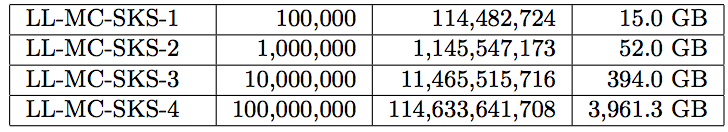 LL-MC-SKS-1 100,000 114,482,724 15.0 GB
LL-MC-SKS-2 1,000,000 1,145,547,173 52.0 GB
LL-MC-SKS-3 10,000,000 11,465,515,716 394.0 GB
LL-MC-SKS-4 100,000,000 114,633,641,708 3,961.3 GB